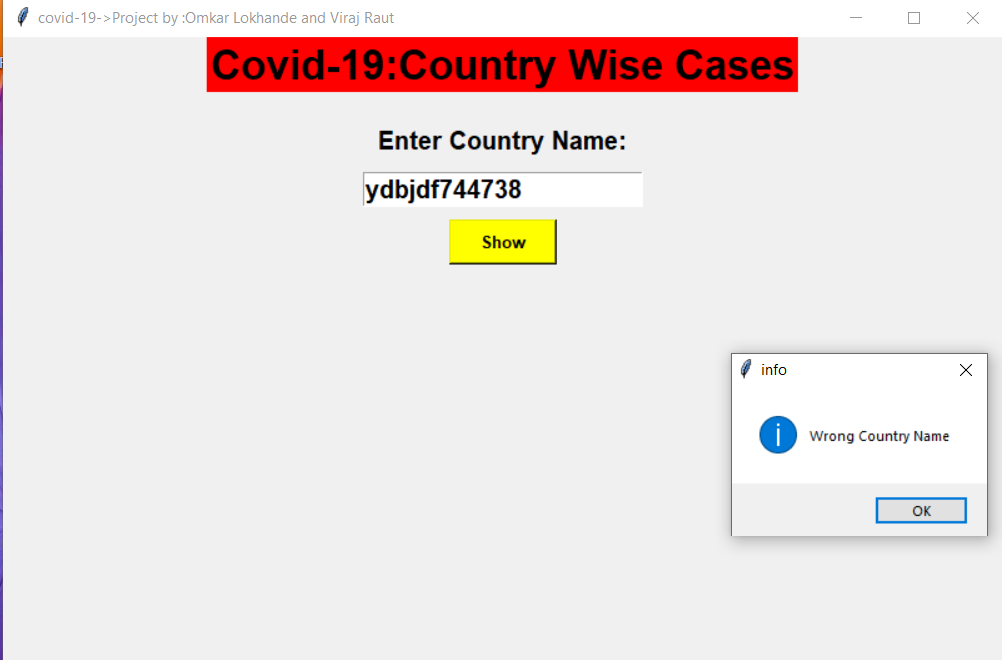 covid-19->Project by :Omkar Lokhande and Viraj Raut
Covid-19:Country Wise Cases
Enter Country Name:
ydbjdf744738
Show
info
Wrong Country Name
OK